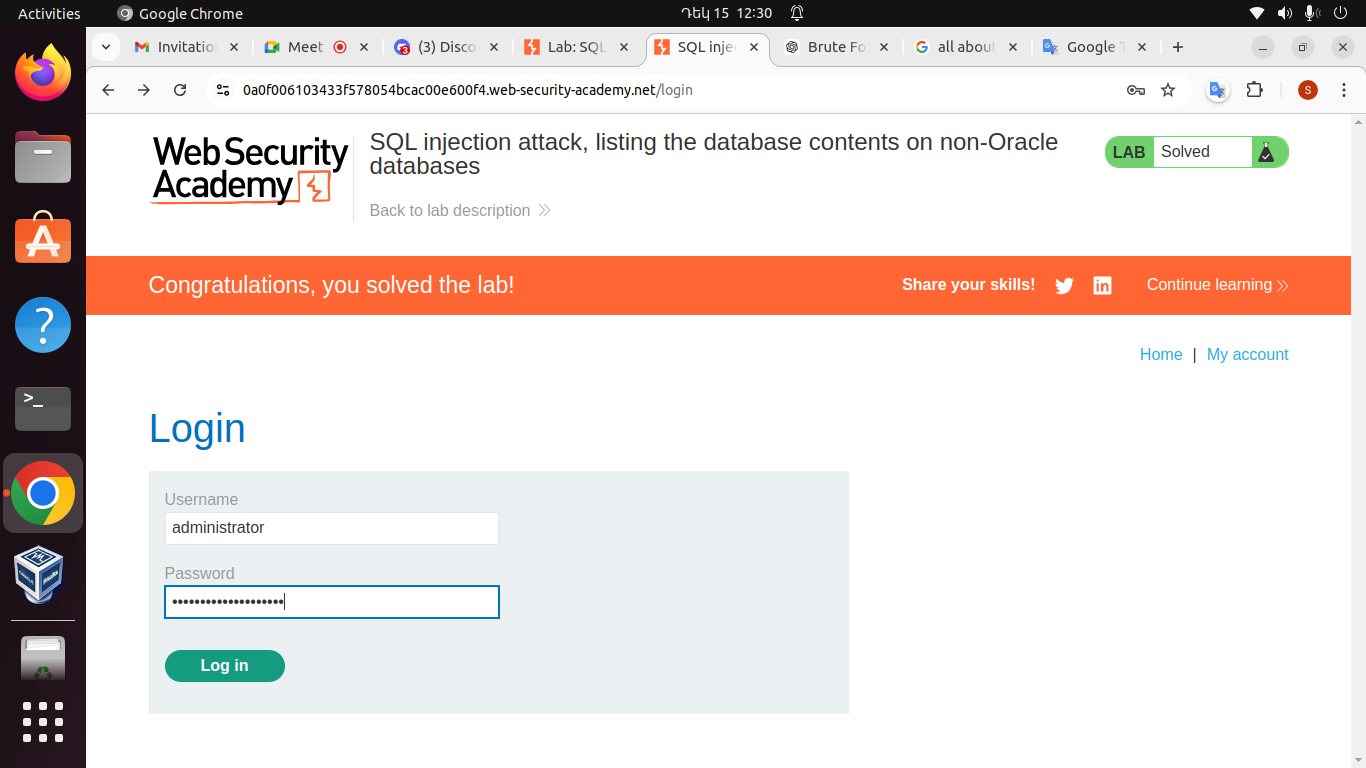 Activities
Google Chrome
Դեկ 15 12:30
Invitatio
Meet
(3) Disco
Lab: SQL
SQL injec
Brute Fo
all about
Google T
0a0f006103433f578054bcac00e600f4.web-security-academy.net/login
S
Web Security
Academy
SQL injection attack, listing the database contents on non-Oracle
databases
Back to lab description
LAB Solved
Congratulations, you solved the lab!
Share your skills!
Continue learning
Home | My account
Login
Username
administrator
Password
••••••••••••••••••••
Log in